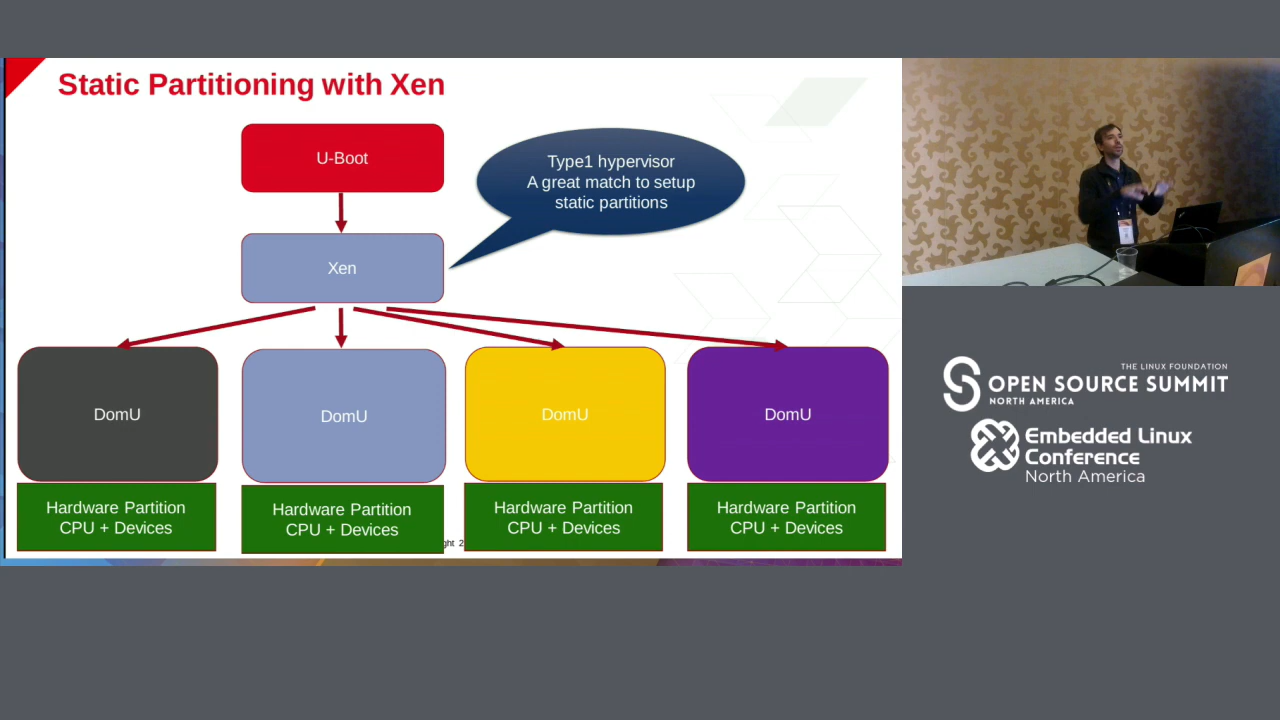 Static Partitioning with Xen
U-Boot
Type1 hypervisor
A great match to setup
static partitions
Xen
DomU
DomU
DomU
DomU
Hardware Partition
CPU + Devices
Hardware Partition
CPU + Devices
Hardware Partition
CPU + Devices
Hardware Partition
CPU + Devices
THE LINUX FOUNDATION
OPEN SOURCE SUMMIT
NORTH AMERICA
Embedded Linux
Conference
North America